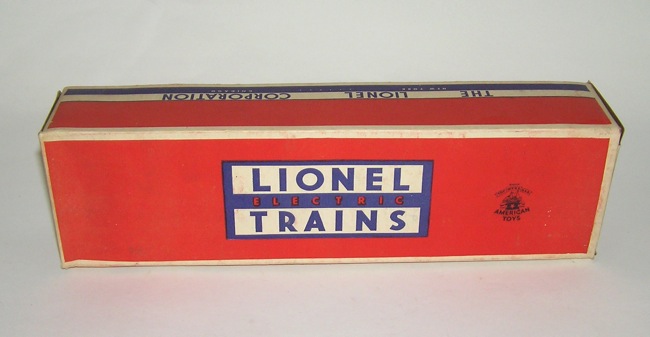 THE LIONEL CORPORATION
NEW YORK CHICAGO
LIONEL
ELECTRIC
TRAINS
AMERICAN
TOYS